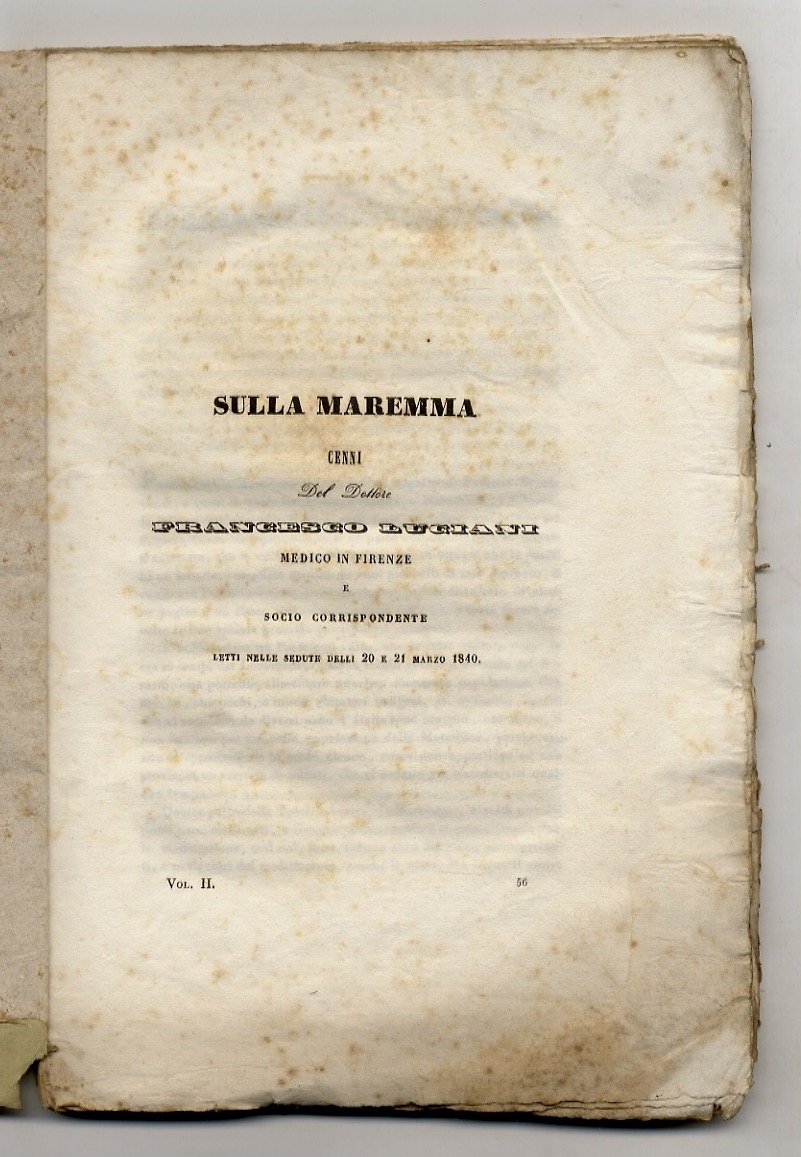 SULLA MAREMMA
CENNI
Del Dottore
FRANCESCO LUCIANI
MEDICO IN FIRENZE
E
SOCIO CORRISPONDENTE
LETTI NELLE SEDUTE DELLI 20 E 21 MARZO 1840.
VOL. II. 56